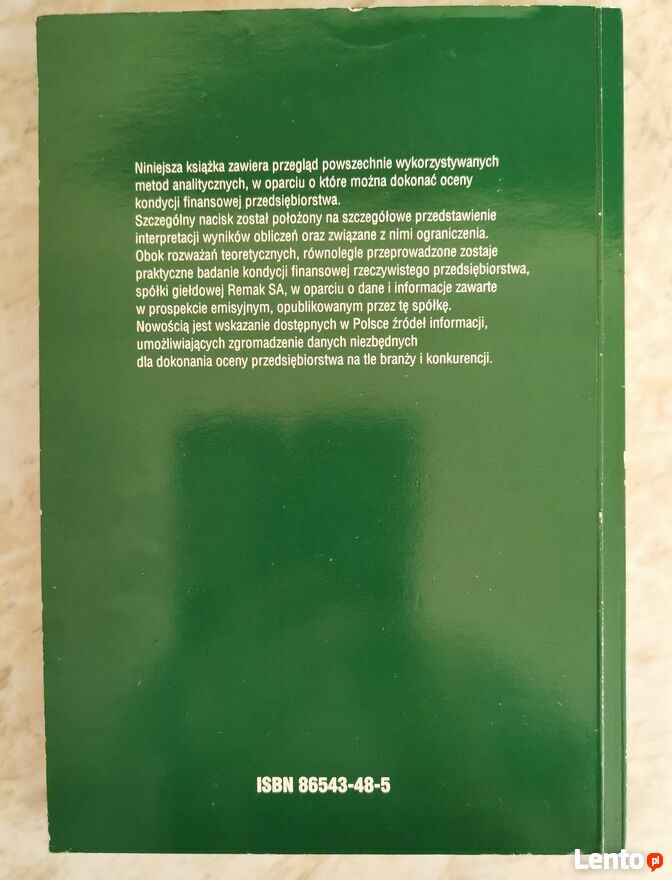 Niniejsza książka zawiera przegląd powszechnie wykorzystywanych
metod analitycznych, w oparciu o które można dokonać oceny
kondycji finansowej przedsiębiorstwa.
Szczególny nacisk został położony na szczegółowe przedstawienie
interpretacji wyników obliczeń oraz związane z nimi ograniczenia.
Obok rozważań teoretycznych, równolegle przeprowadzone zostaje
praktyczne badanie kondycji finansowej rzeczywistego przedsiębiorstwa,
spółki giełdowej Remak SA, w oparciu o dane i informacje zawarte
w prospekcie emisyjnym, opublikowanym przez tę spółkę.
Nowością jest wskazanie dostępnych w Polsce źródeł informacji,
umożliwiających zgromadzenie danych niezbędnych
dla dokonania oceny przedsiębiorstwa na tle branży i konkurencji.
ISBN 86543-48-5
Lento.pl